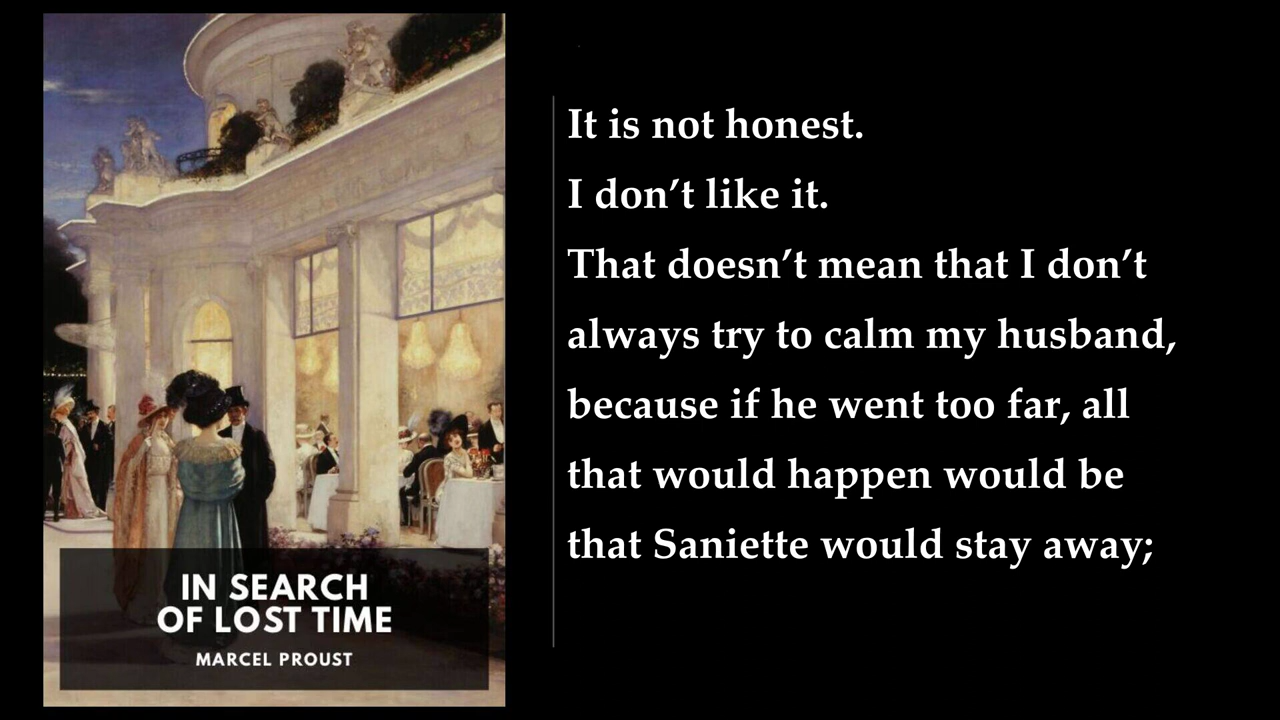 IN SEARCH
OF LOST TIME
MARCEL PROUST
It is not honest.
I don’t like it.
That doesn’t mean that I don’t
always try to calm my husband,
because if he went too far, all
that would happen would be
that Saniette would stay away;